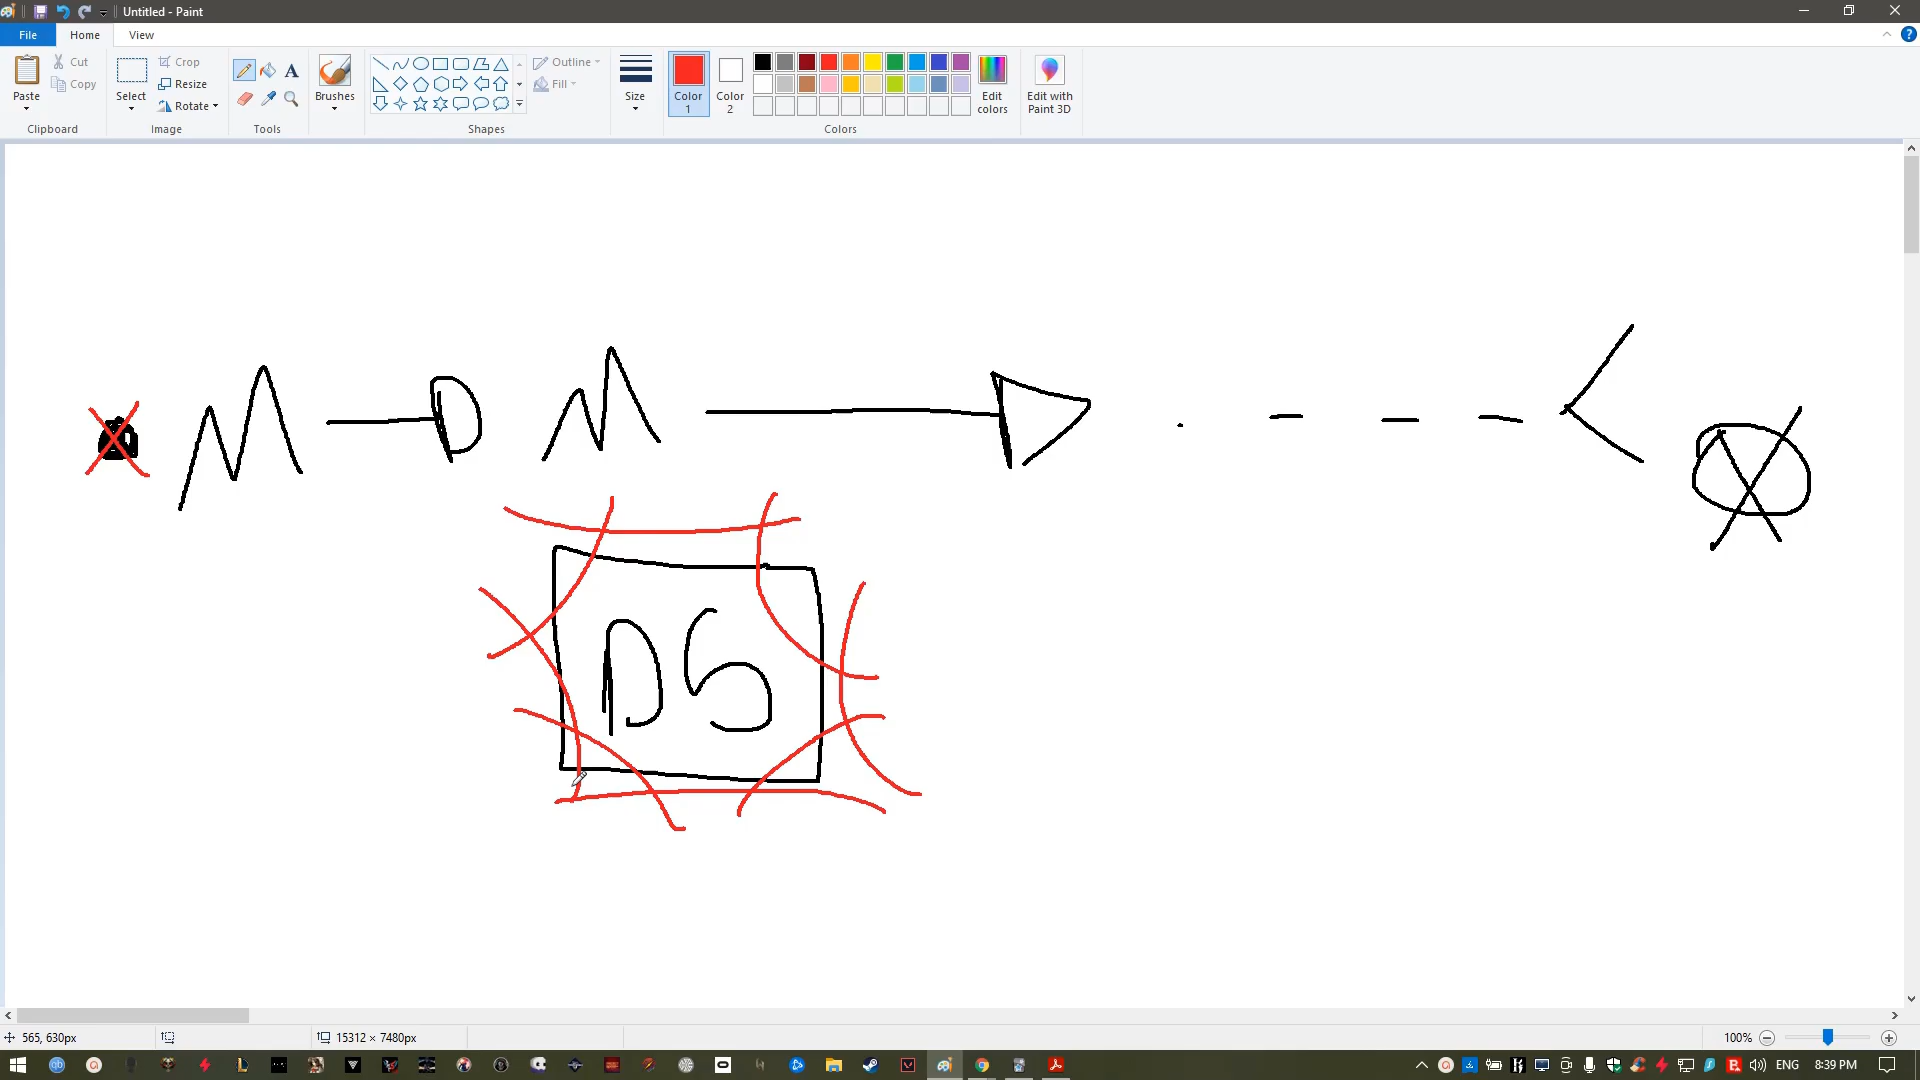 Untitled - Paint
File Home View
Paste Cut Copy Clipboard
Select Crop Resize Rotate Image
Tools
Brushes
Outline Fill Shapes
Size
Color 1 Color 2 Edit colors Colors
Edit with Paint 3D
M D M
DS
565, 630px 15312 × 7480px 100%
ENG 8:39 PM